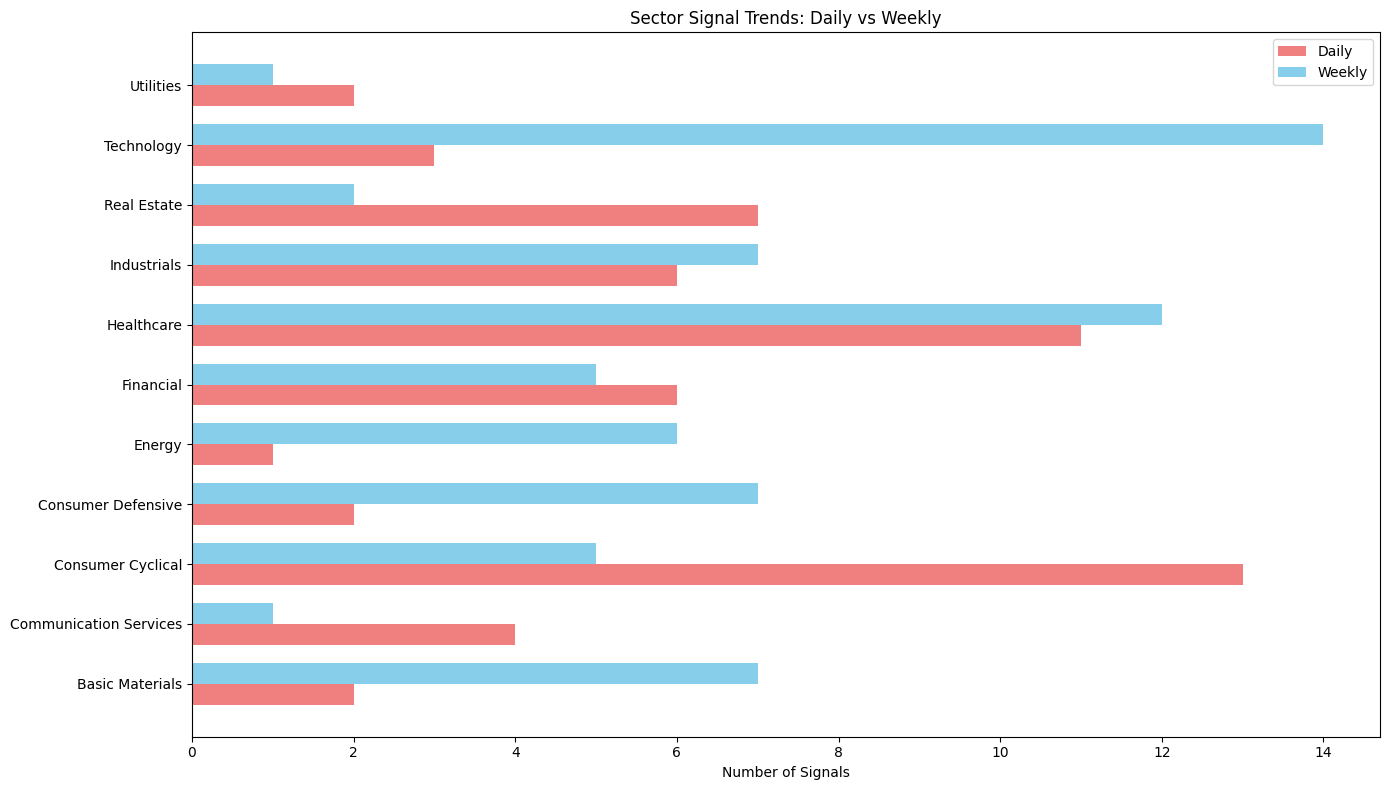 Sector Signal Trends: Daily vs Weekly
Daily
Weekly
Utilities
Technology
Real Estate
Industrials
Healthcare
Financial
Energy
Consumer Defensive
Consumer Cyclical
Communication Services
Basic Materials
0 2 4 6 8 10 12 14
Number of Signals